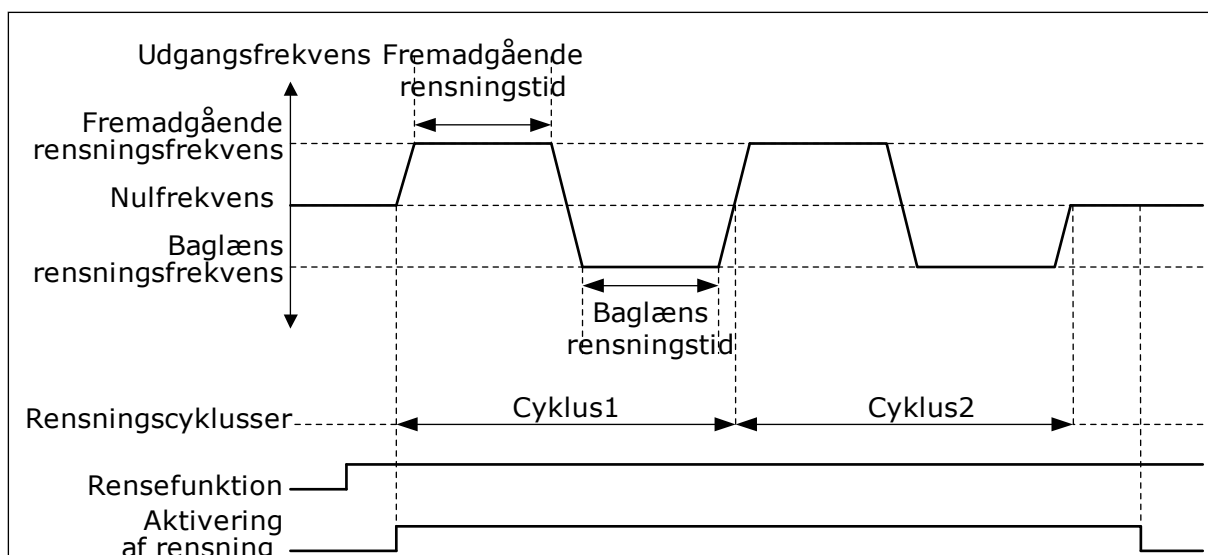 Udgangsfrekvens
Fremadgående
rensningstid
Fremadgående
rensningsfrekvens
Nulfrekvens
Baglæns
rensningsfrekvens
Baglæns
rensningstid
Rensningscyklusser
Cyklus1
Cyklus2
Rensefunktion
Aktivering
af rensning